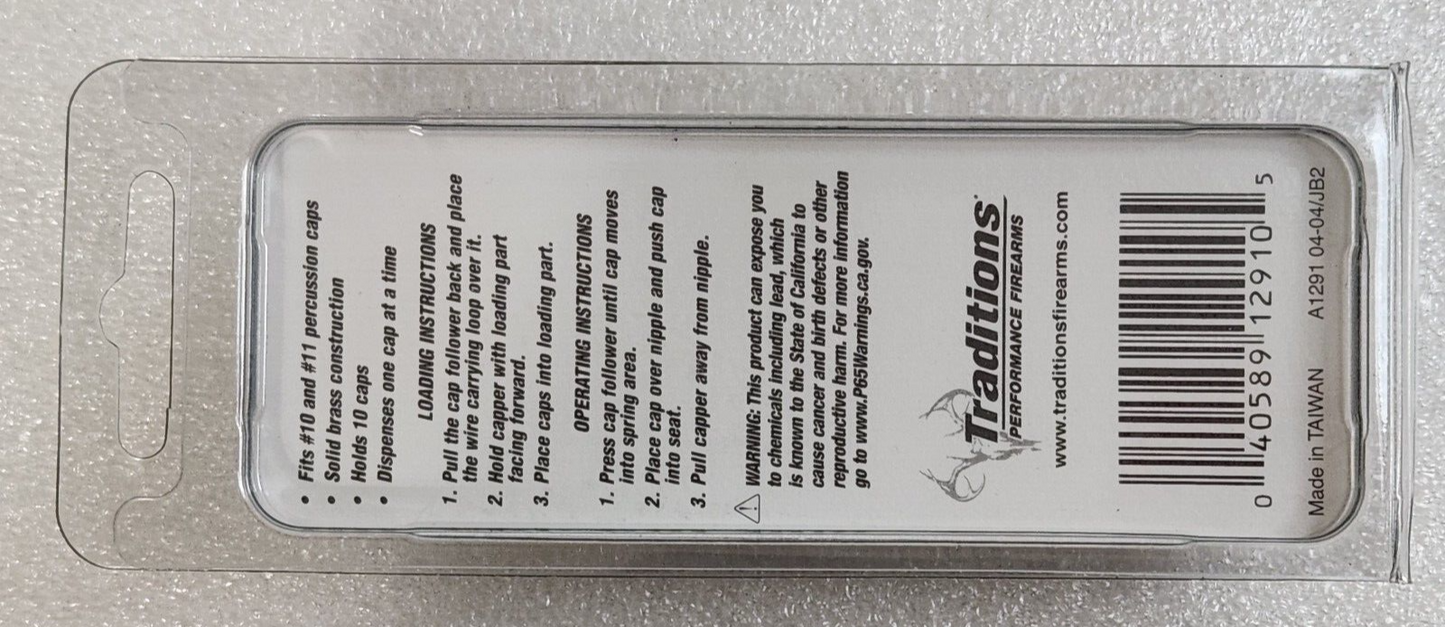 • Fits #10 and #11 percussion caps
• Solid brass construction
• Holds 10 caps
• Dispenses one cap at a time
LOADING INSTRUCTIONS
1. Pull the cap follower back and place
the wire carrying loop over it.
2. Hold capper with loading part
facing forward.
3. Place caps into loading part.
OPERATING INSTRUCTIONS
1. Press cap follower until cap moves
into spring area.
2. Place cap over nipple and push cap
into seat.
3. Pull capper away from nipple.
⚠ WARNING: This product can expose you
to chemicals including lead, which
is known to the State of California to
cause cancer and birth defects or other
reproductive harm. For more information
go to www.P65Warnings.ca.gov.
Traditions®
PERFORMANCE FIREARMS
www.traditionsfirearms.com
0 40589 12910 5
Made in TAIWAN A1291 04-04/JB2